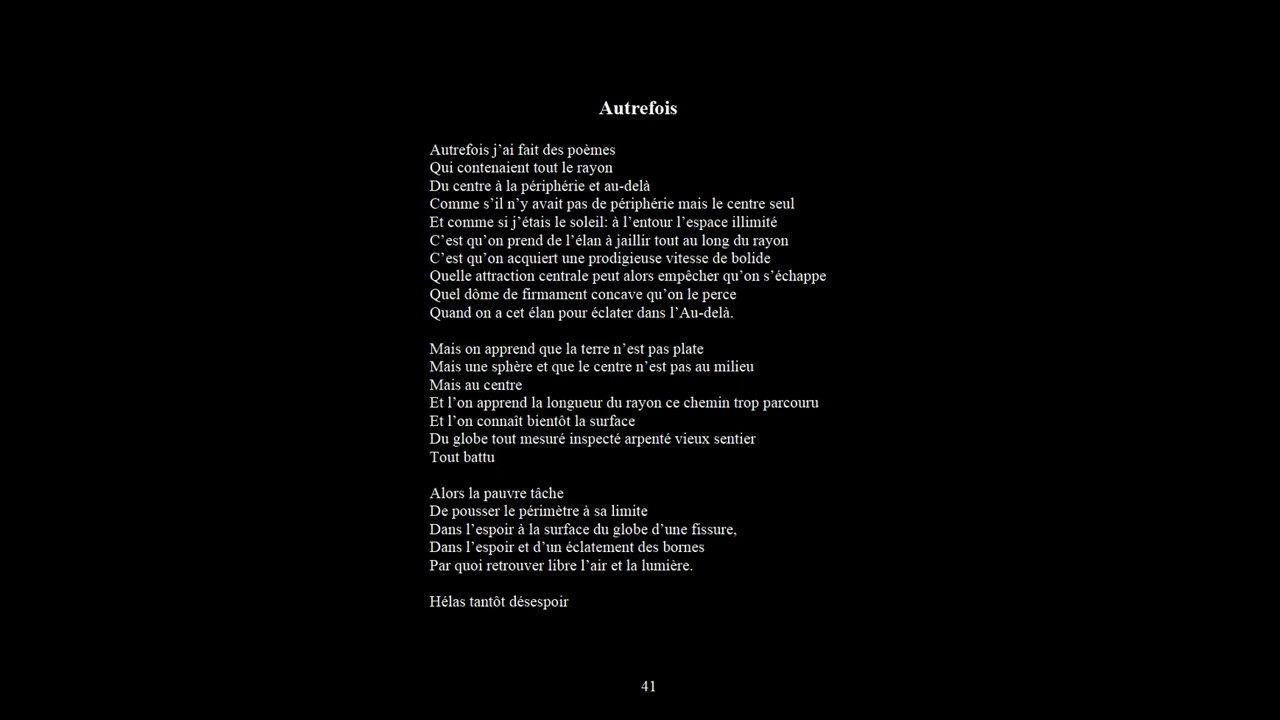 Autrefois
Autrefois j’ai fait des poèmes
Qui contenaient tout le rayon
Du centre à la périphérie et au-delà
Comme s’il n’y avait pas de périphérie mais le centre seul
Et comme si j’étais le soleil: à l’entour l’espace illimité
C’est qu’on prend de l’élan à jaillir tout au long du rayon
C’est qu’on acquiert une prodigieuse vitesse de bolide
Quelle attraction centrale peut alors empêcher qu’on s’échappe
Quel dôme de firmament concave qu’on le perce
Quand on a cet élan pour éclater dans l’Au-delà.
Mais on apprend que la terre n’est pas plate
Mais une sphère et que le centre n’est pas au milieu
Mais au centre
Et l’on apprend la longueur du rayon ce chemin trop parcouru
Et l’on connaît bientôt la surface
Du globe tout mesuré inspecté arpenté vieux sentier
Tout battu
Alors la pauvre tâche
De pousser le périmètre à sa limite
Dans l’espoir à la surface du globe d’une fissure,
Dans l’espoir et d’un éclatement des bornes
Par quoi retrouver libre l’air et la lumière.
Hélas tantôt désespoir
41